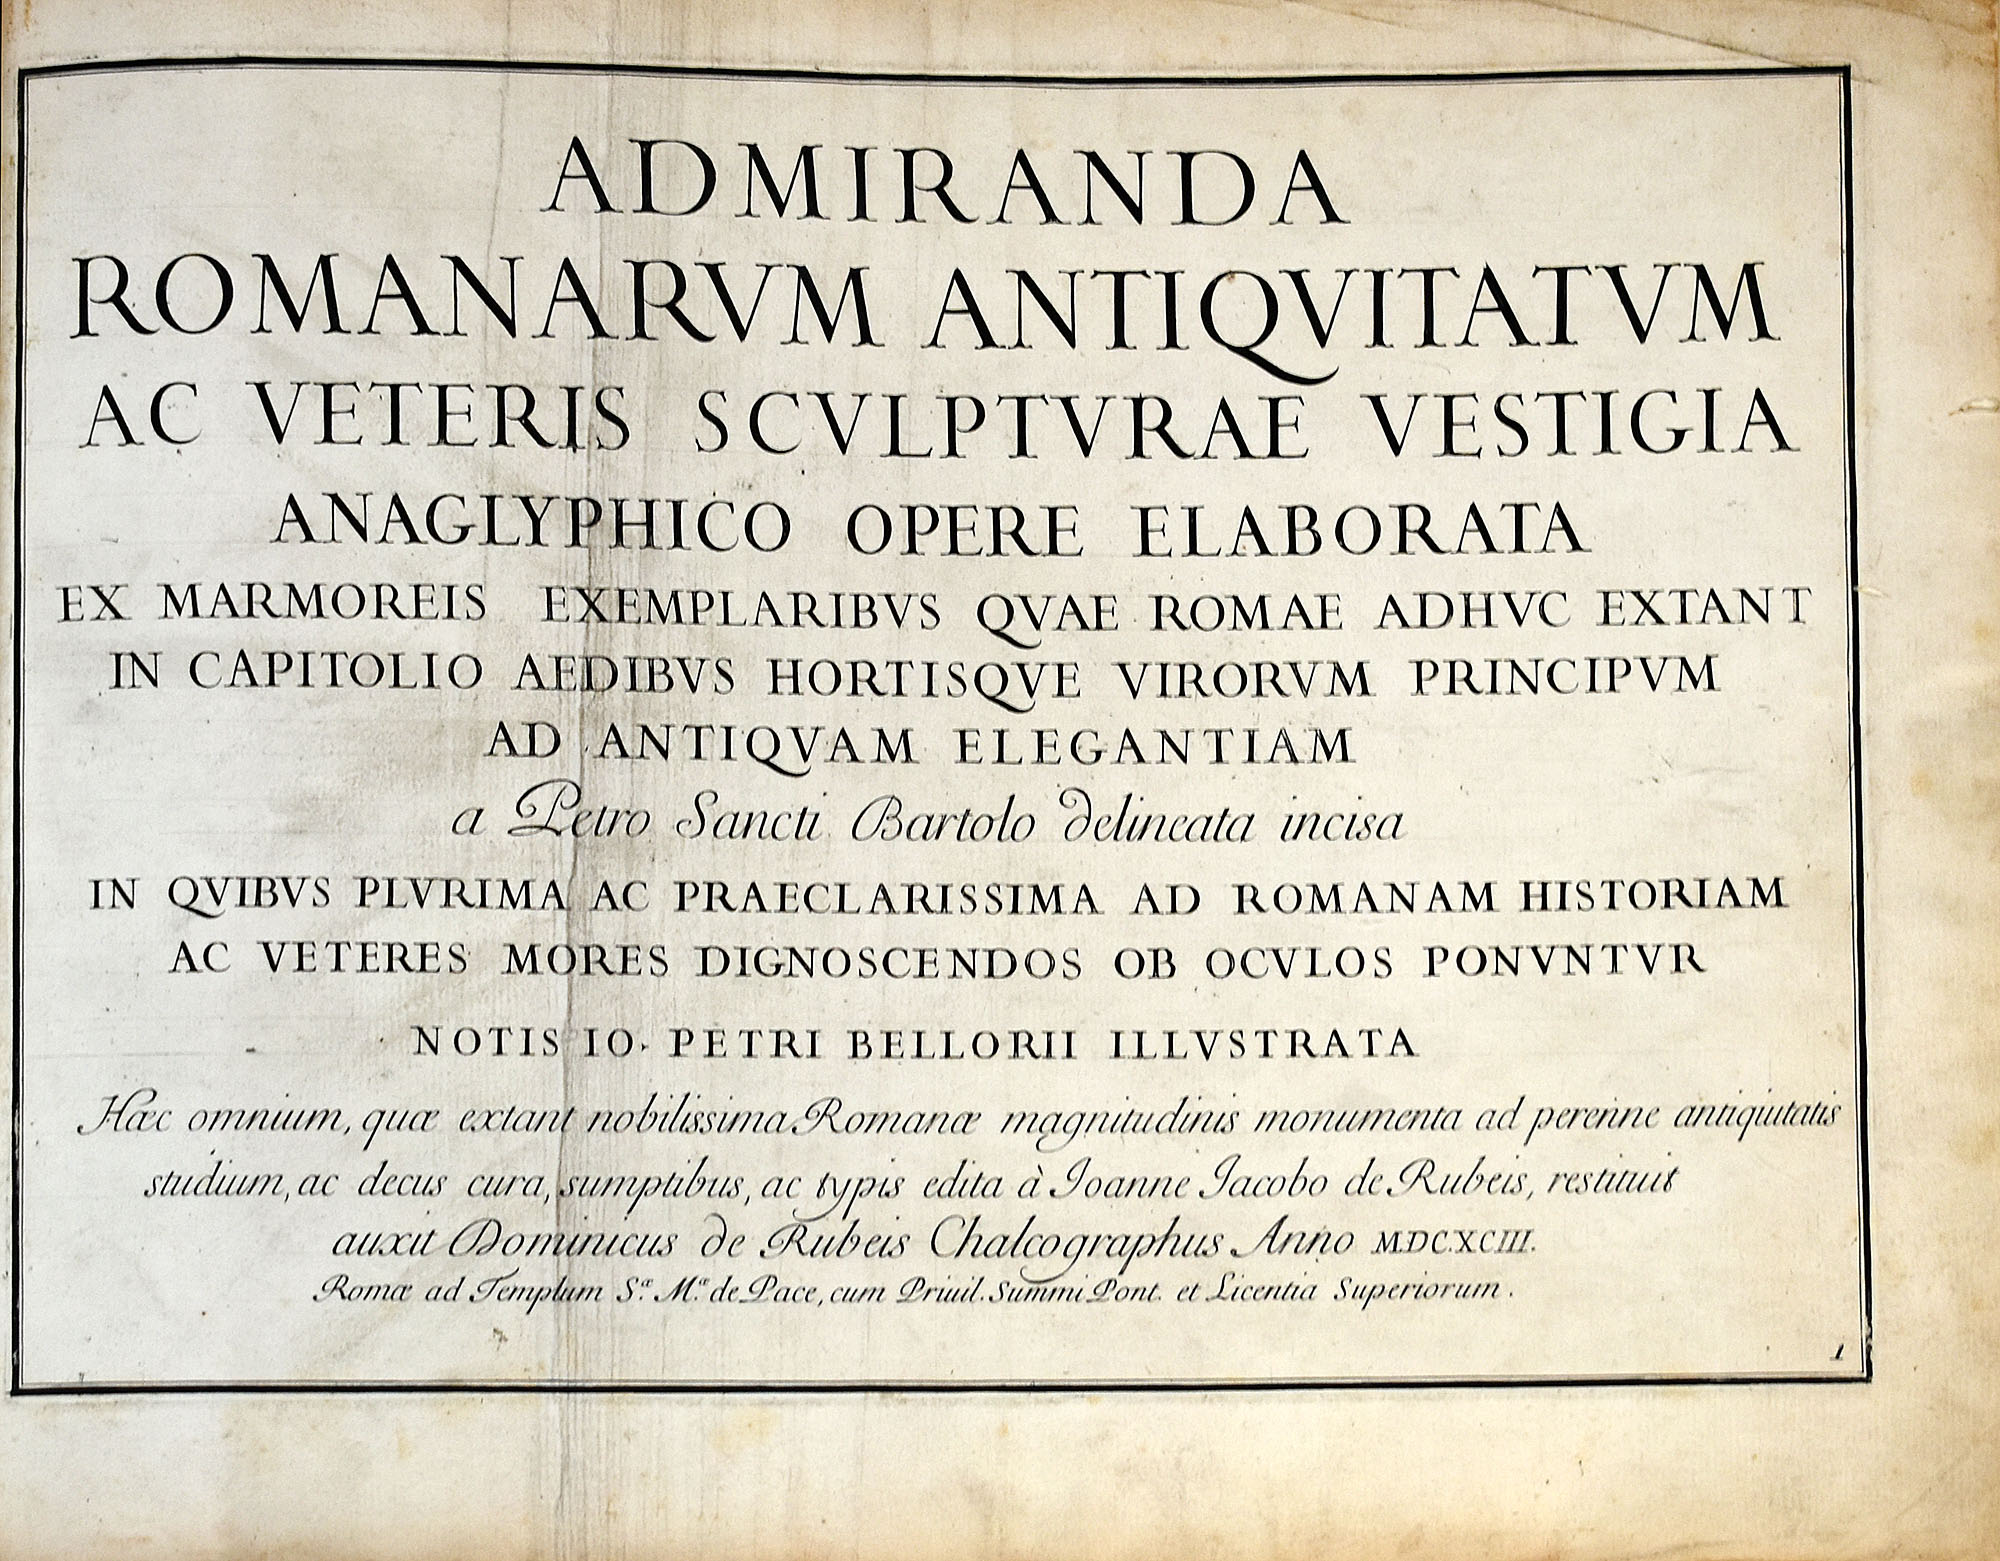 ADMIRANDA
ROMANARVM ANTIQVITATVM
AC VETERIS SCVLPTVRAE VESTIGIA
ANAGLYPHICO OPERE ELABORATA
EX MARMOREIS EXEMPLARIBVS QVAE ROMAE ADHVC EXTANT
IN CAPITOLIO AEDIBVS HORTISQVE VIRORVM PRINCIPVM
AD ANTIQVAM ELEGANTIAM
a Petro Sancti Bartolo delineata incisa
IN QVIBVS PLVRIMA AC PRAECLARISSIMA AD ROMANAM HISTORIAM
AC VETERES MORES DIGNOSCENDOS OB OCVLOS PONVNTVR
NOTIS IO. PETRI BELLORII ILLVSTRATA
Hæc omnium, quæ extant nobilissima Romanæ magnitudinis monumenta ad perenne antiquitatis
studium, ac decus cura, sumptibus, ac typis edita à Ioanne Iacobo de Rubeis, restituit
auxit Dominicus de Rubeis Chalcographus Anno MDCXCIII.
Romæ ad Templum S.æ M.æ de Pace, cum Priuil. Summi Pont. et Licentia Superiorum.
1